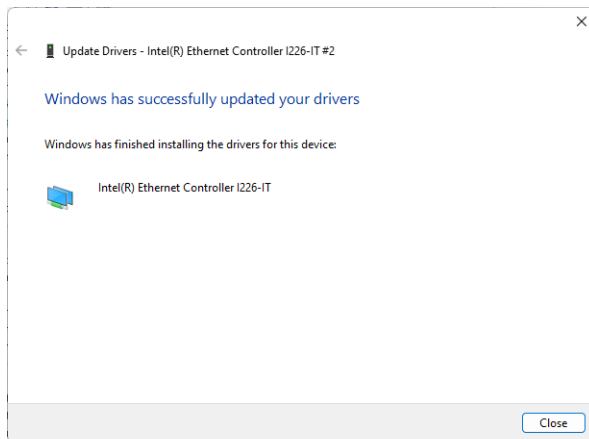 Update Drivers - Intel(R) Ethernet Controller I226-IT #2
Windows has successfully updated your drivers
Windows has finished installing the drivers for this device:
Intel(R) Ethernet Controller I226-IT
Close